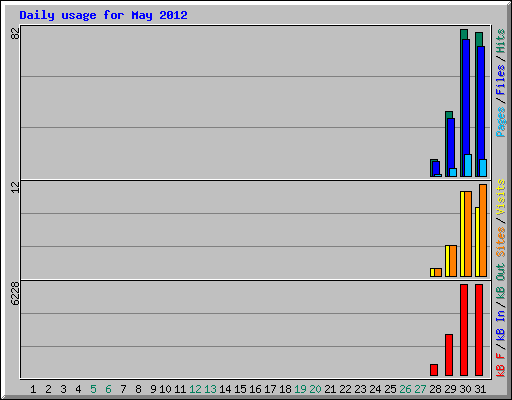 Daily usage for May 2012
82
Pages / Files / Hits
12
Sites / Visits
6228
kB F / kB In / kB Out
1 2 3 4 5 6 7 8 9 10 11 12 13 14 15 16 17 18 19 20 21 22 23 24 25 26 27 28 29 30 31